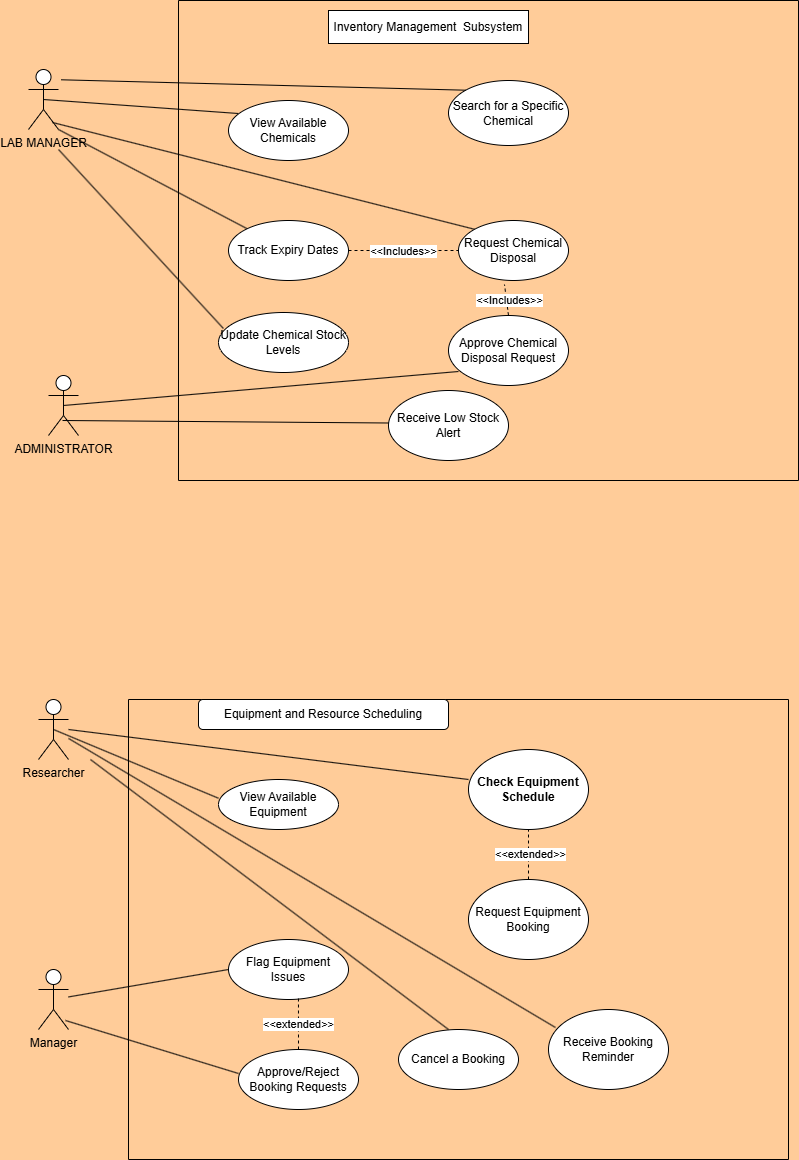 Inventory Management  Subsystem
Search for a Specific
Chemical
View Available
Chemicals
LAB MANAGER
Track Expiry Dates
<<Includes>>
Request Chemical
Disposal
<<Includes>>
Update Chemical Stock
Levels
Approve Chemical
Disposal Request
Receive Low Stock
Alert
ADMINISTRATOR
Equipment and Resource Scheduling
Researcher
Check Equipment
Schedule
View Available
Equipment
<<extended>>
Request Equipment
Booking
Flag Equipment
Issues
<<extended>>
Manager
Approve/Reject
Booking Requests
Cancel a Booking
Receive Booking
Reminder